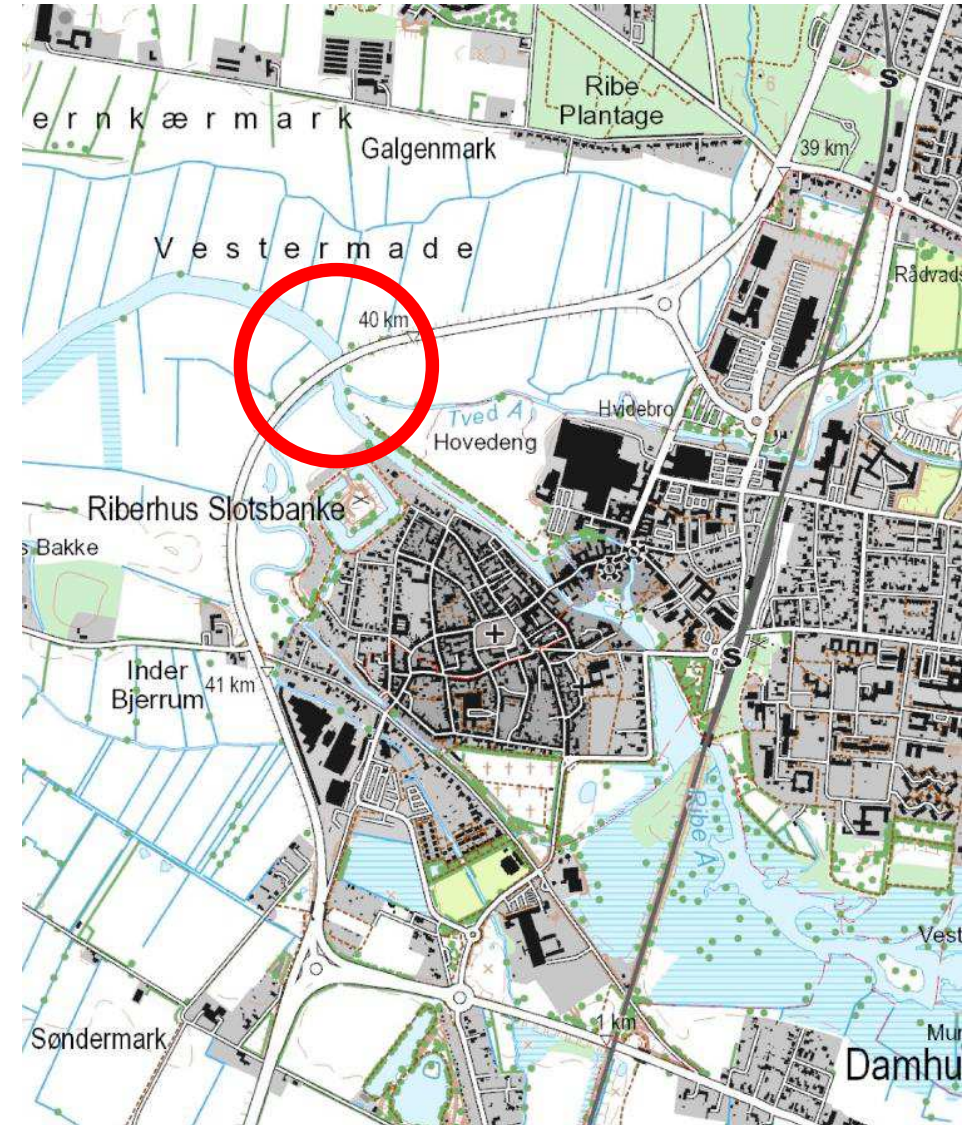 Ribe
Plantage
ernkærmark
Galgenmark
39 km
Vestermade
Rådvads
40 km
Tved Å
Hvidebro
Hovedeng
Riberhus Slotsbanke
s Bakke
S
S
Inder
Bjerrum
41 km
Ribe Å
Vest
1 km
Søndermark
Mur
Damhu